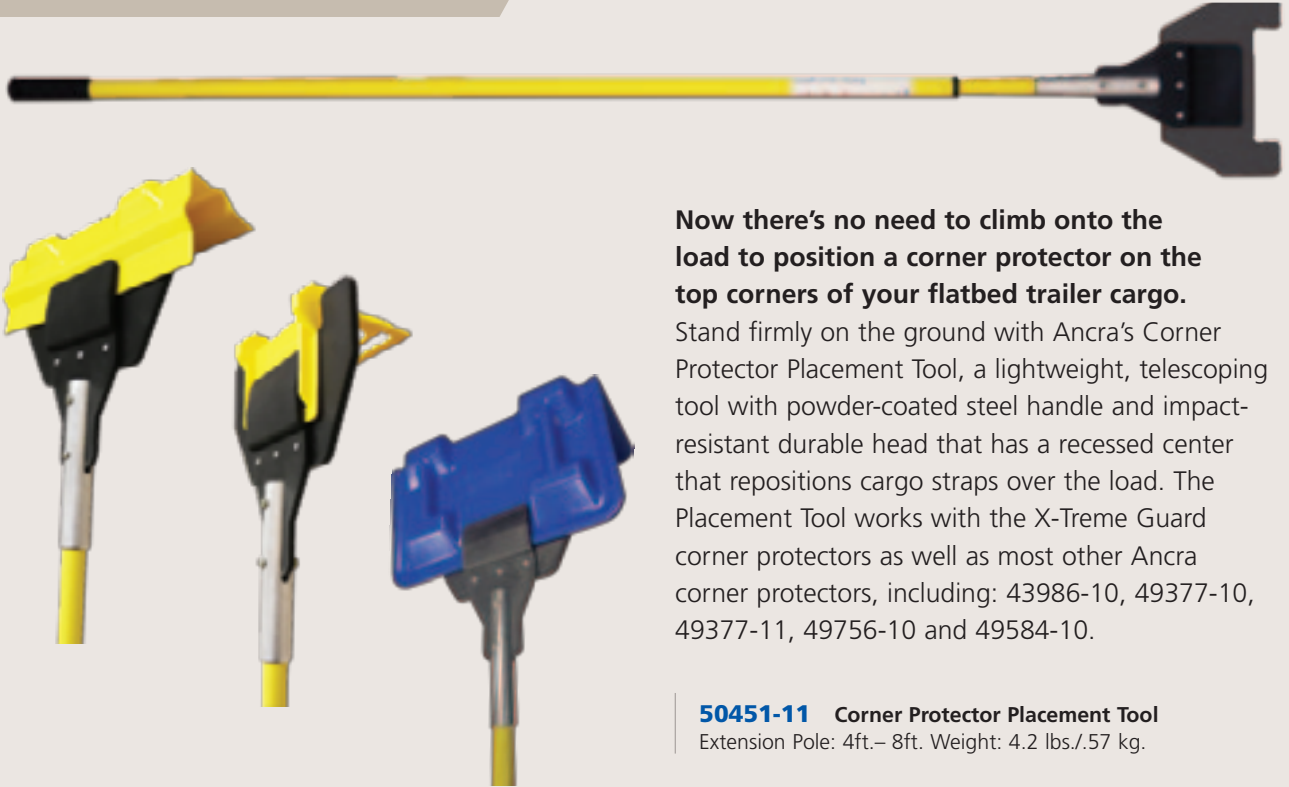 Now there’s no need to climb onto the
load to position a corner protector on the
top corners of your flatbed trailer cargo.
Stand firmly on the ground with Ancra’s Corner
Protector Placement Tool, a lightweight, telescoping
tool with powder-coated steel handle and impact-
resistant durable head that has a recessed center
that repositions cargo straps over the load. The
Placement Tool works with the X-Treme Guard
corner protectors as well as most other Ancra
corner protectors, including: 43986-10, 49377-10,
49377-11, 49756-10 and 49584-10.
50451-11 Corner Protector Placement Tool
Extension Pole: 4ft.– 8ft. Weight: 4.2 lbs./.57 kg.